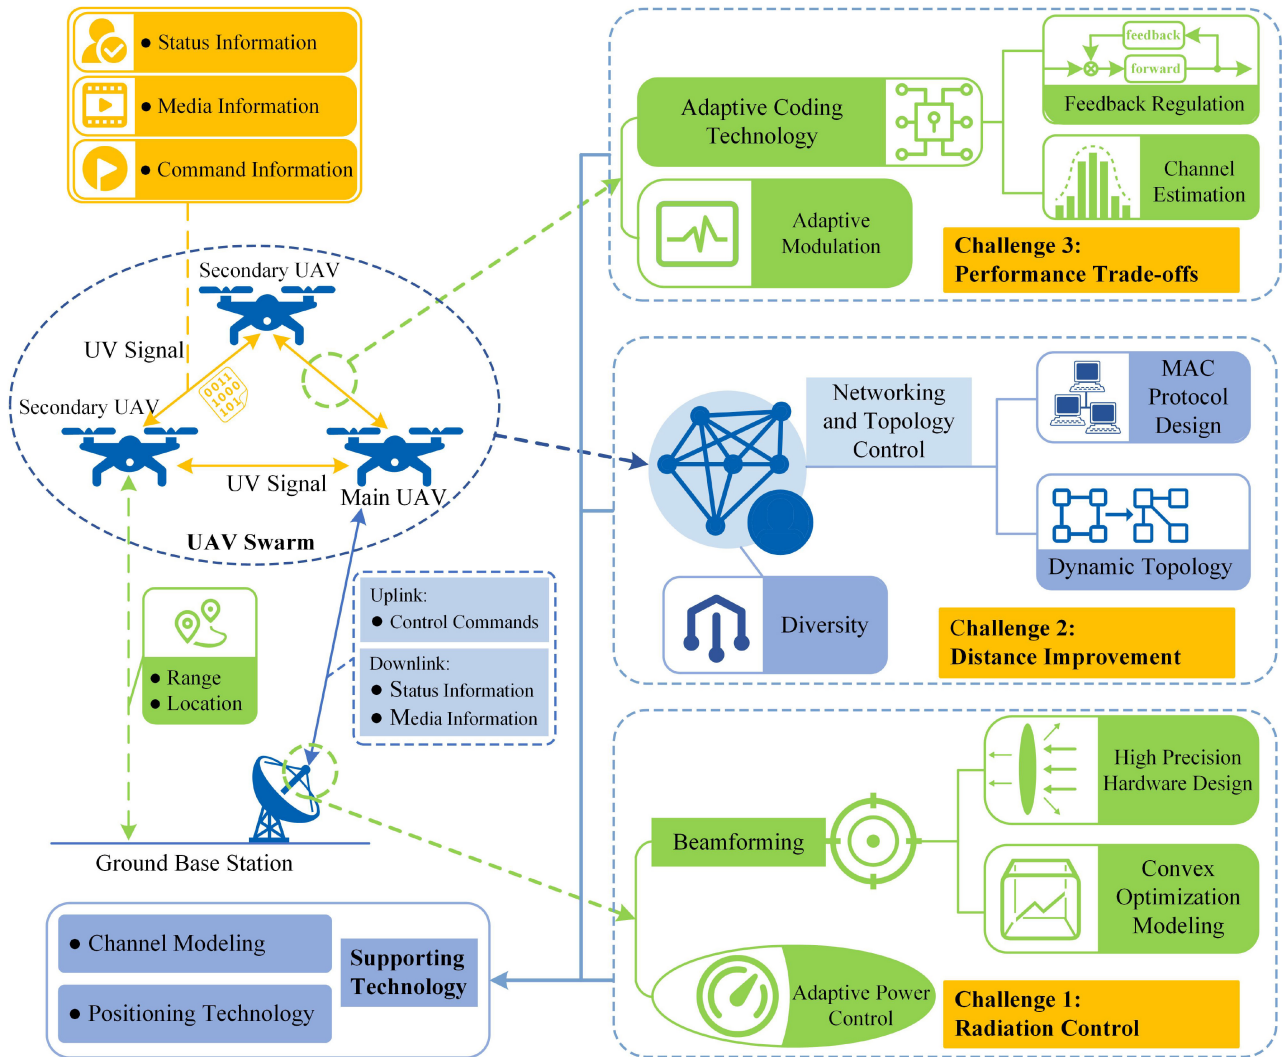 ● Status Information
● Media Information
● Command Information
Secondary UAV
UV Signal
0011
1000
101
Secondary UAV
UV Signal
Main UAV
UAV Swarm
● Range
● Location
Uplink:
● Control Commands
Downlink:
● Status Information
● Media Information
Ground Base Station
● Channel Modeling
● Positioning Technology
Supporting
Technology
Adaptive Coding
Technology
Adaptive
Modulation
feedback
forward
Feedback Regulation
Channel
Estimation
Challenge 3:
Performance Trade-offs
Networking
and Topology
Control
MAC
Protocol
Design
Dynamic Topology
Diversity
Challenge 2:
Distance Improvement
Beamforming
High Precision
Hardware Design
Convex
Optimization
Modeling
Adaptive Power
Control
Challenge 1:
Radiation Control